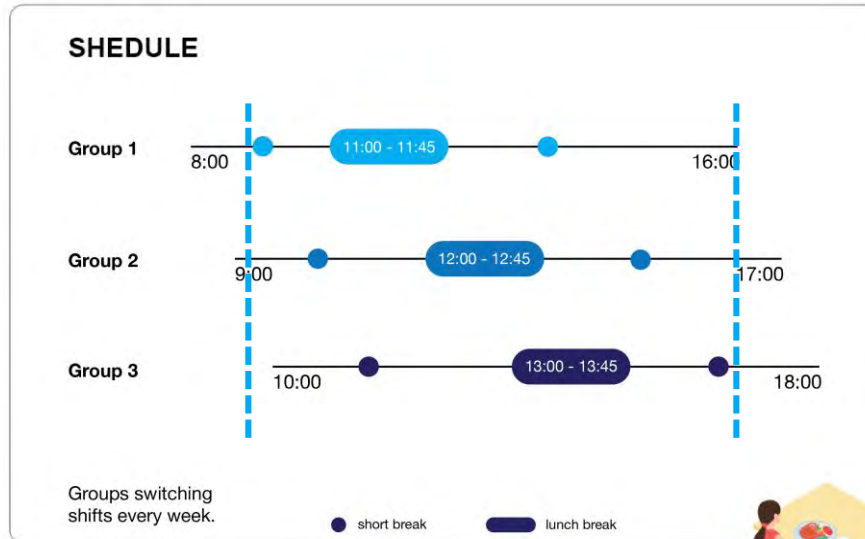 SHEDULE
Group 1
11:00 - 11:45
8:00
16:00
Group 2
12:00 - 12:45
9:00
17:00
Group 3
13:00 - 13:45
10:00
18:00
Groups switching
shifts every week.
short break
lunch break